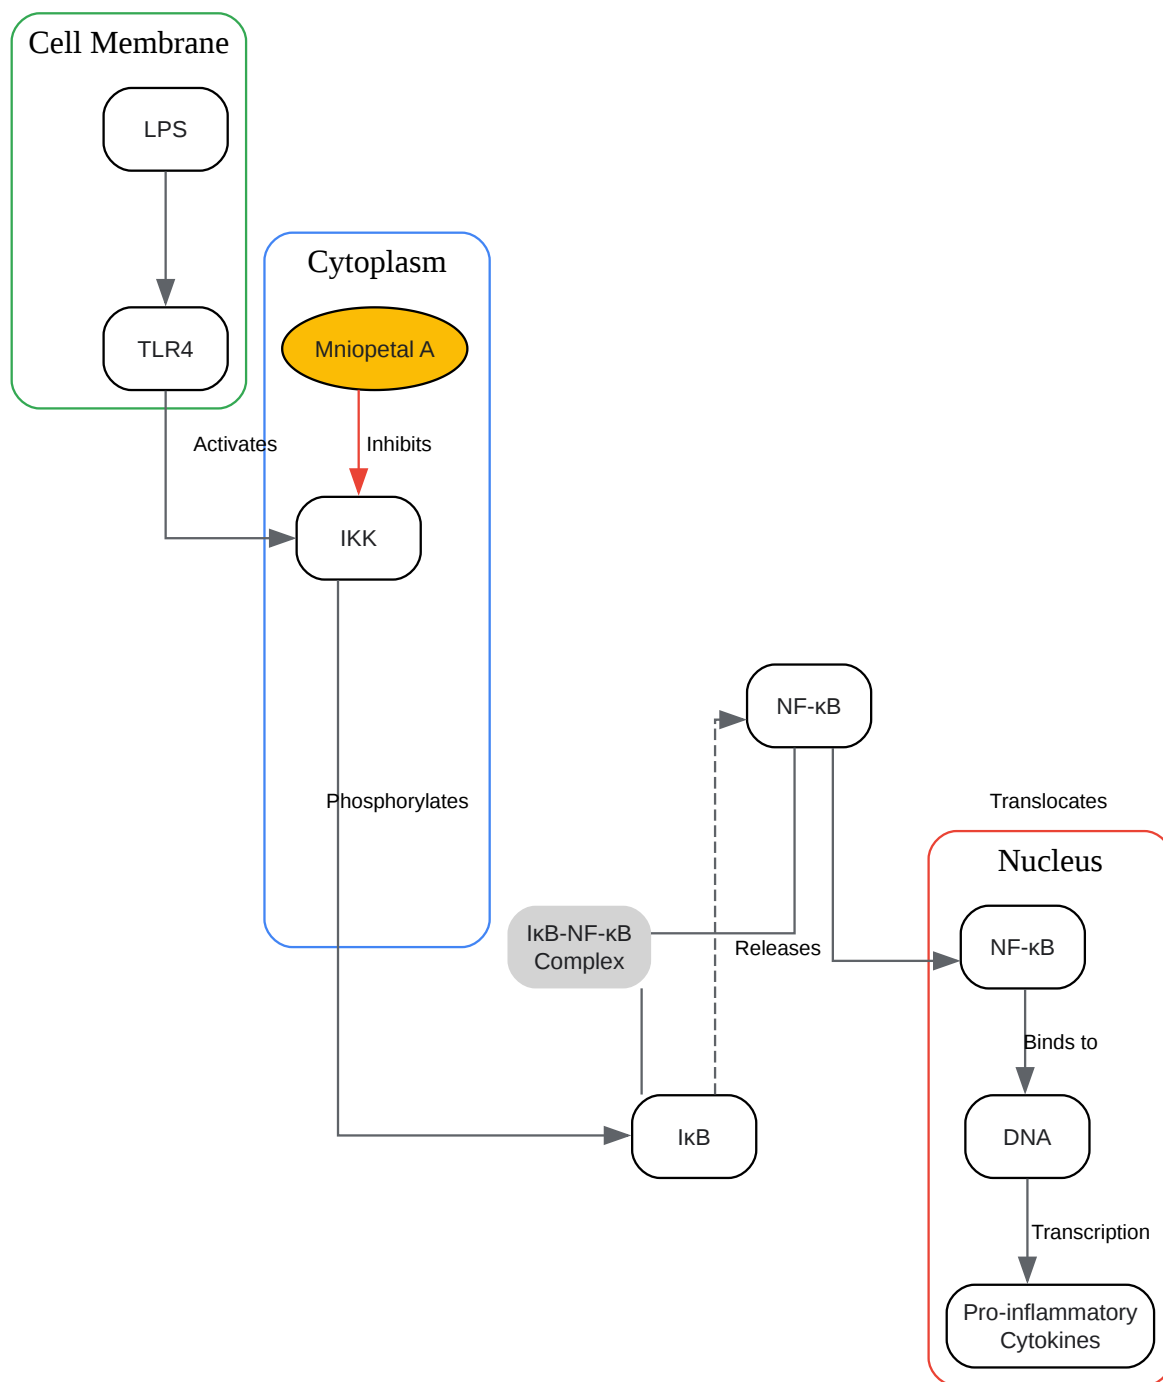 Cell Membrane
LPS
TLR4
Cytoplasm
Mniopetal A
Activates
Inhibits
IKK
Phosphorylates
NF-κB
Translocates
Nucleus
IκB-NF-κB
Complex
Releases
NF-κB
Binds to
IκB
DNA
Transcription
Pro-inflammatory
Cytokines